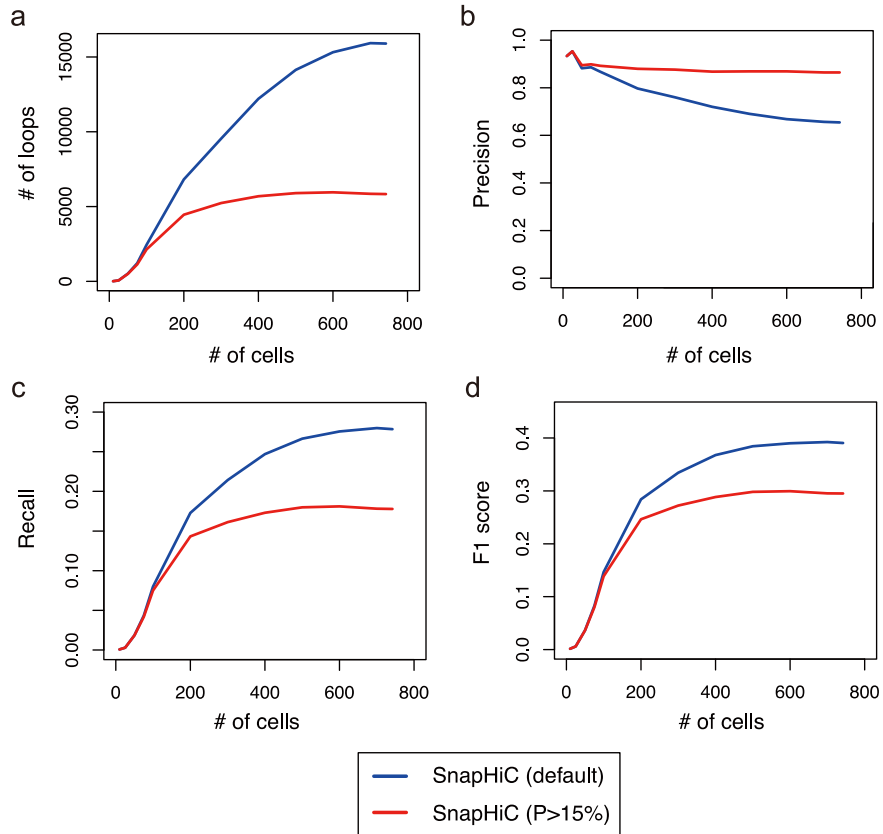 a
# of loops
15000
10000
5000
0
0 200 400 600 800
# of cells
b
Precision
1.0
0.8
0.6
0.4
0.2
0.0
0 200 400 600 800
# of cells
c
Recall
0.30
0.20
0.10
0.00
0 200 400 600 800
# of cells
d
F1 score
0.4
0.3
0.2
0.1
0.0
0 200 400 600 800
# of cells
SnapHiC (default)
SnapHiC (P>15%)